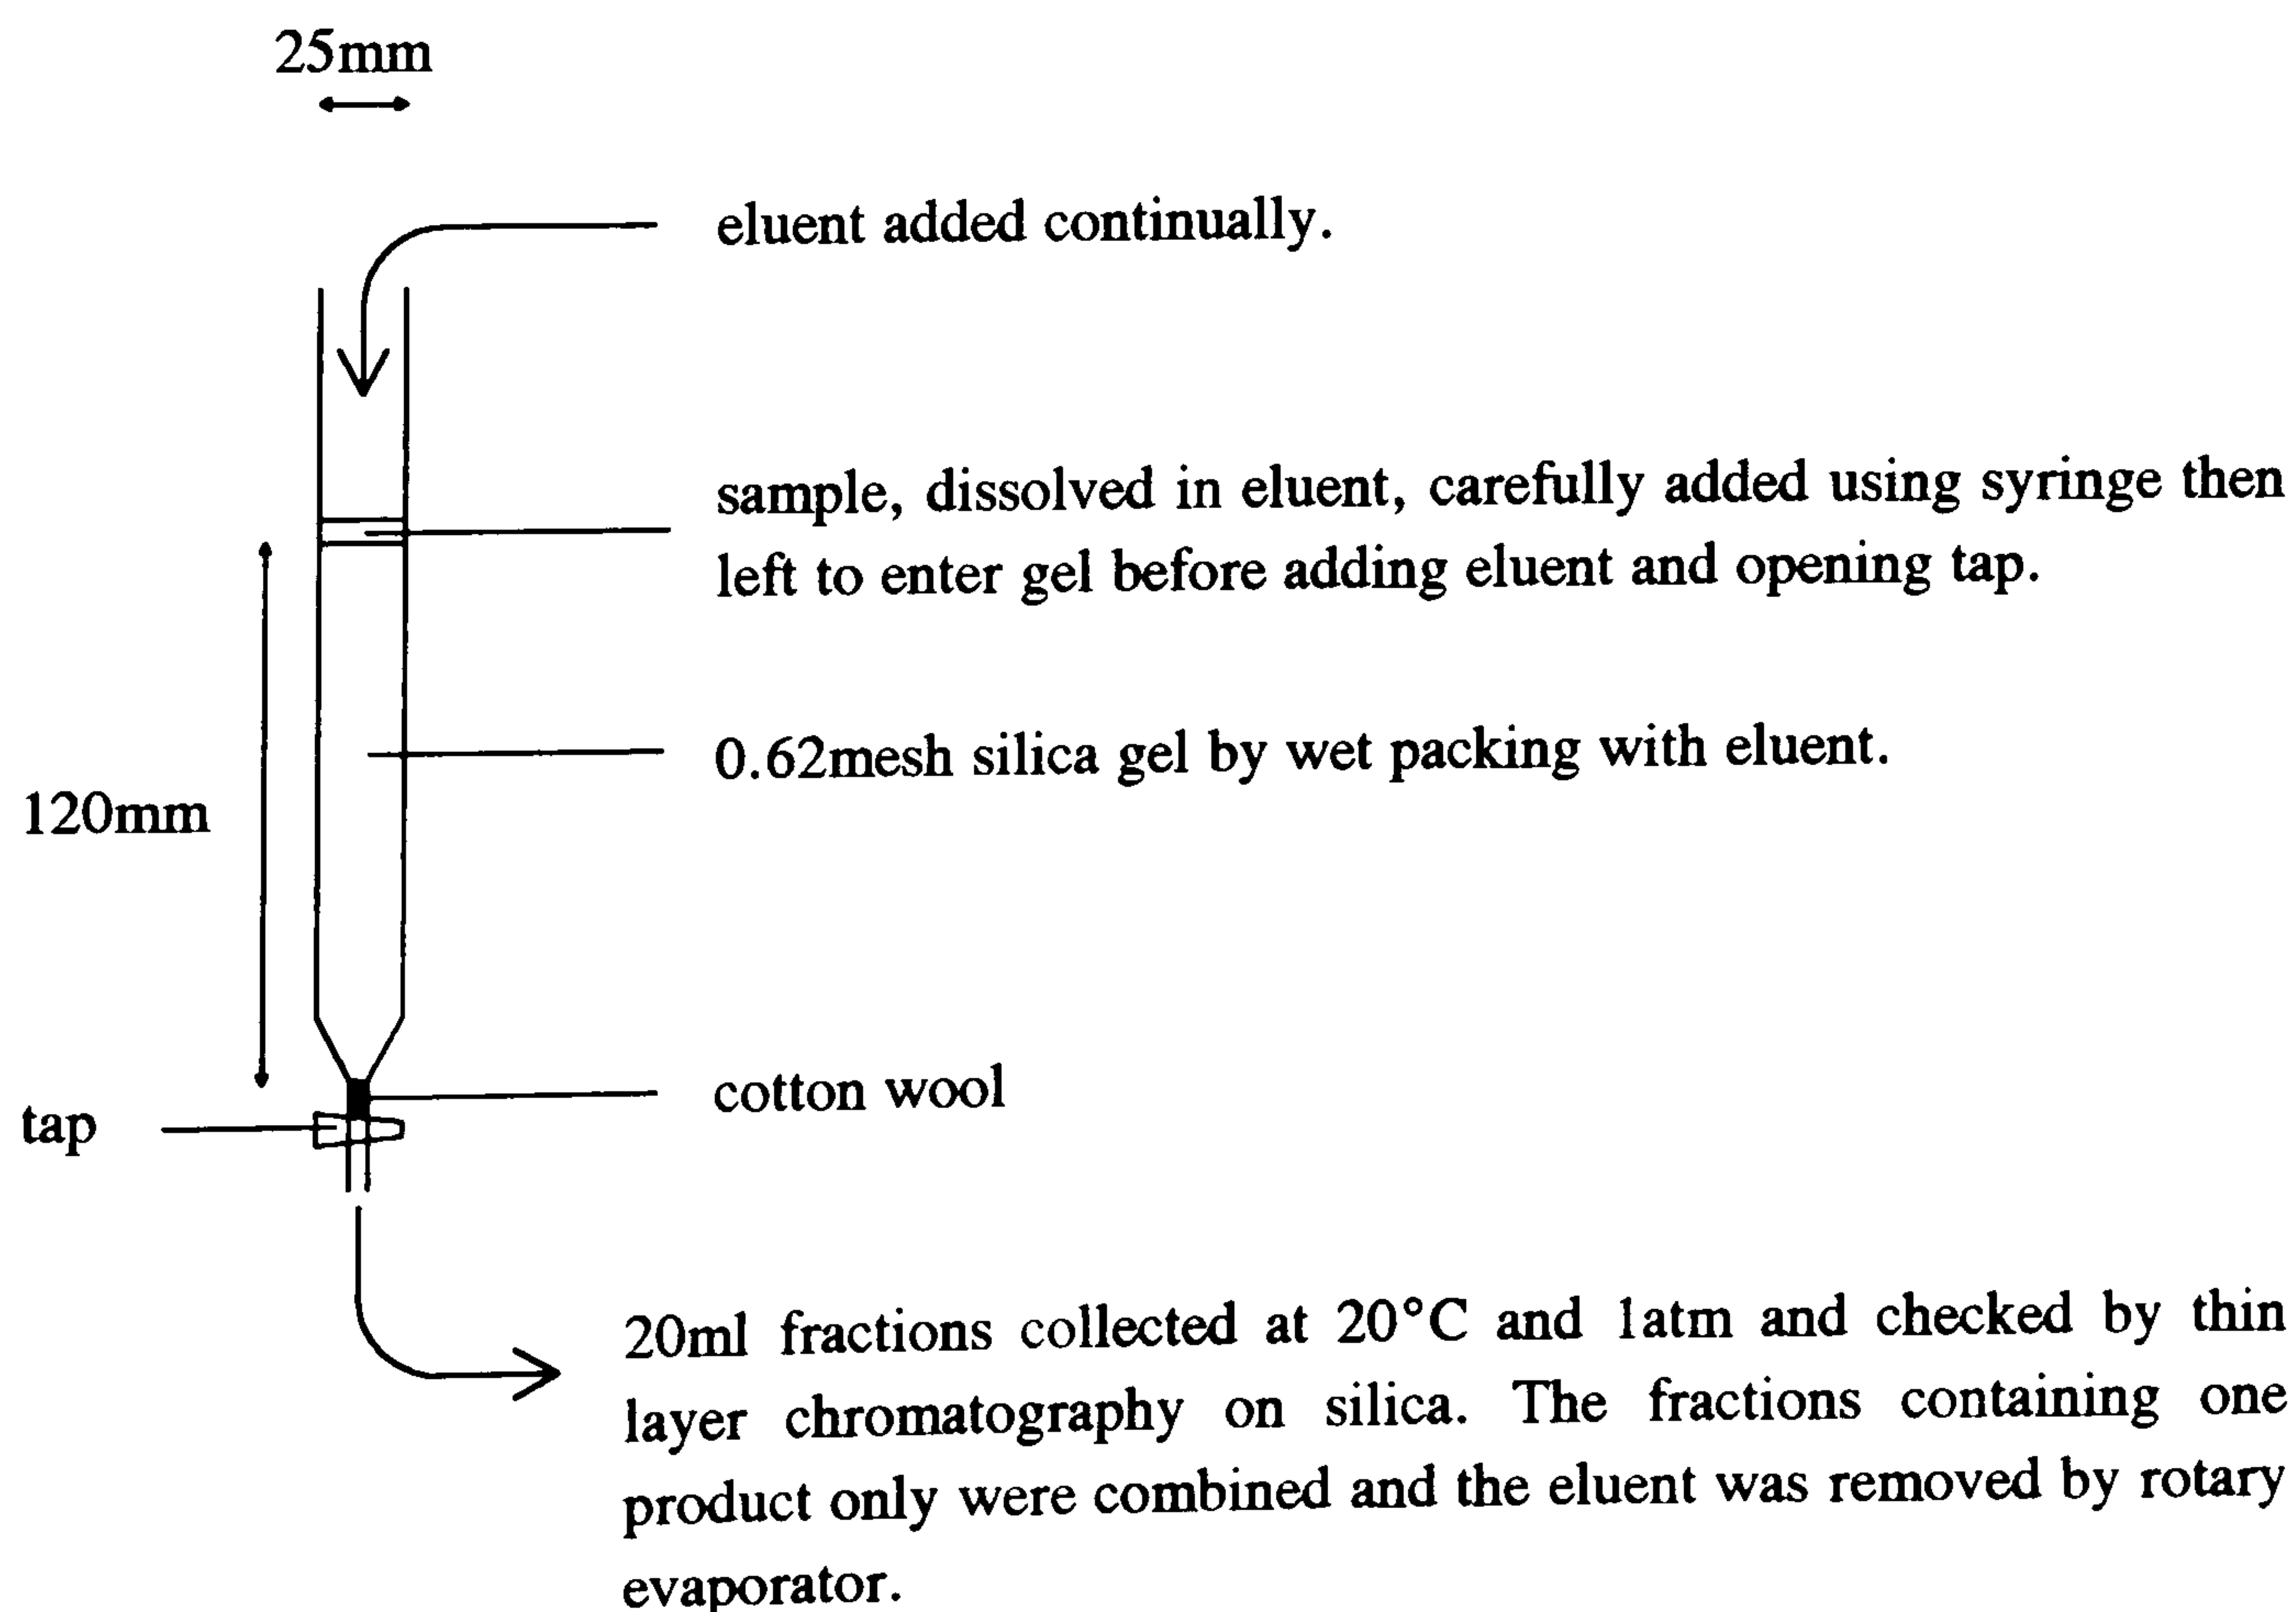 25mm
eluent added continually.
sample, dissolved in eluent, carefully added using syringe then
left to enter gel before adding eluent and opening tap.
0.62mesh silica gel by wet packing with eluent.
120mm
cotton wool
tap
20ml fractions collected at 20°C and 1atm and checked by thin
layer chromatography on silica. The fractions containing one
product only were combined and the eluent was removed by rotary
evaporator.